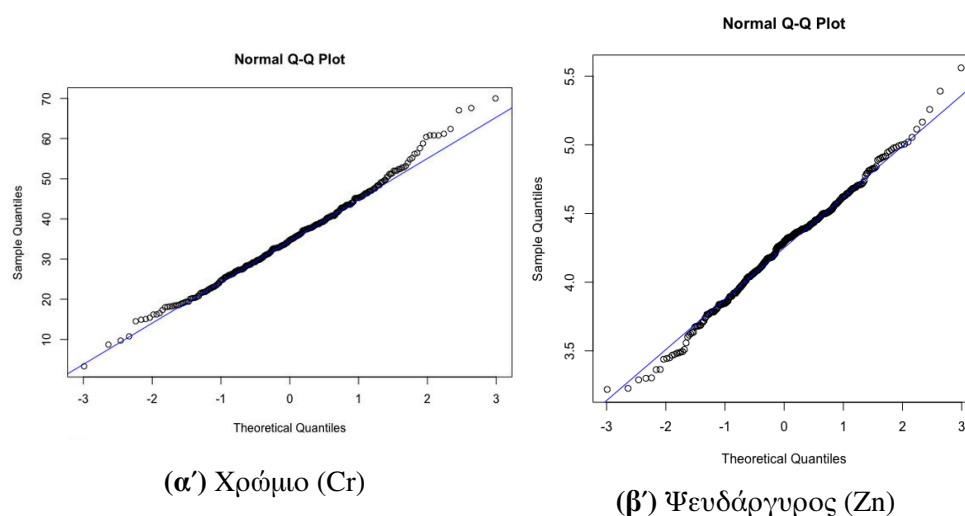 Normal Q-Q Plot
Sample Quantiles
70
60
50
40
30
20
10
-3 -2 -1 0 1 2 3
Theoretical Quantiles
(α′) Χρώμιο (Cr)
Normal Q-Q Plot
Sample Quantiles
5.5
5.0
4.5
4.0
3.5
-3 -2 -1 0 1 2 3
Theoretical Quantiles
(β′) Ψευδάργυρος (Zn)